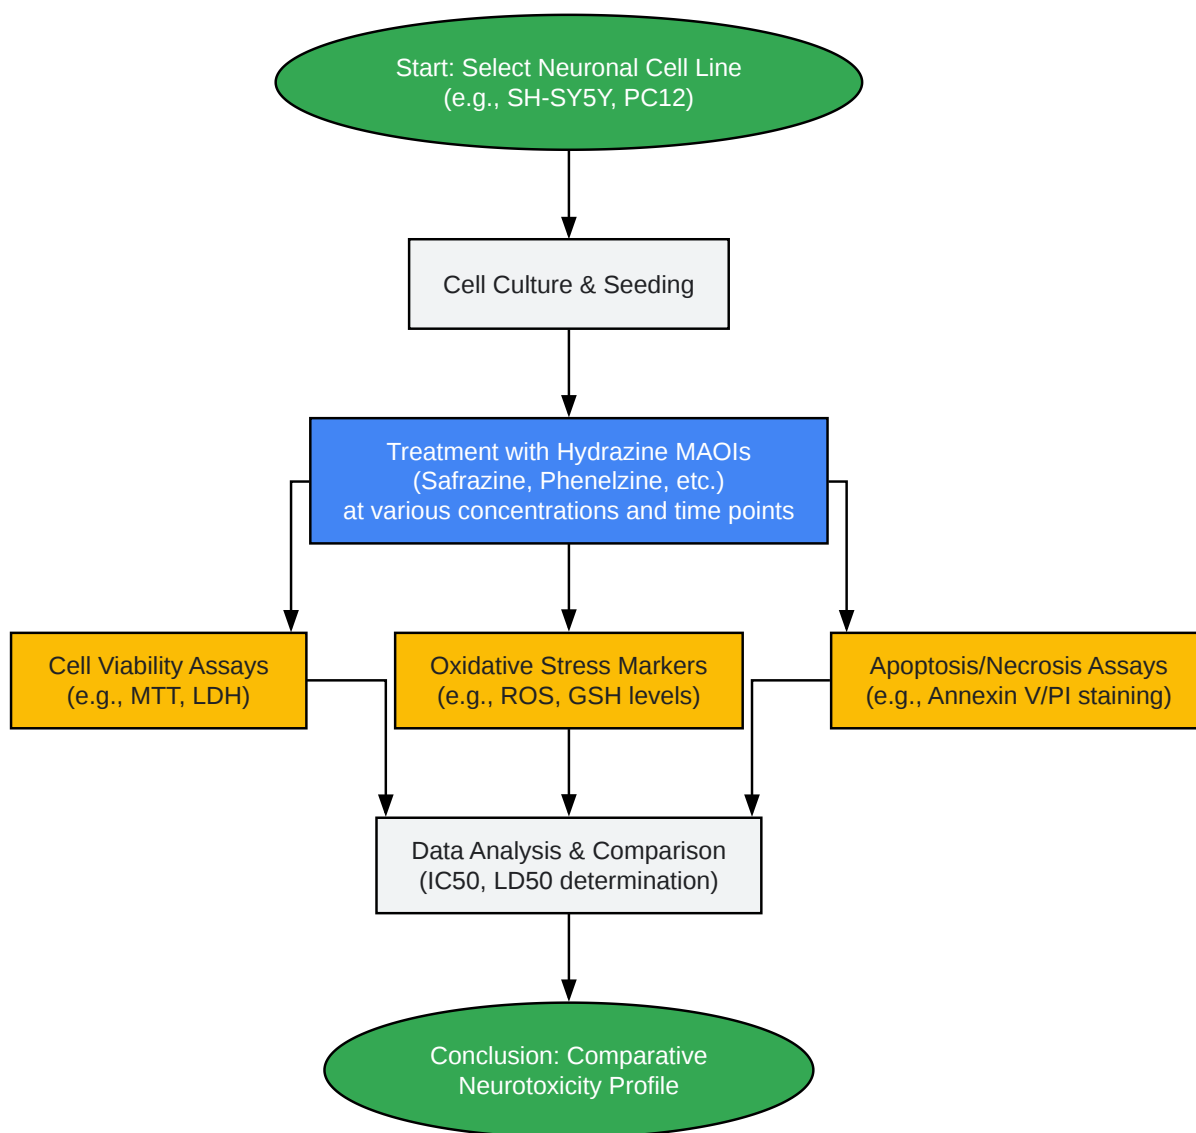 Start: Select Neuronal Cell Line
(e.g., SH-SY5Y, PC12)
Cell Culture & Seeding
Treatment with Hydrazine MAOIs
(Safrazine, Phenelzine, etc.)
at various concentrations and time points
Cell Viability Assays
(e.g., MTT, LDH)
Oxidative Stress Markers
(e.g., ROS, GSH levels)
Apoptosis/Necrosis Assays
(e.g., Annexin V/PI staining)
Data Analysis & Comparison
(IC50, LD50 determination)
Conclusion: Comparative
Neurotoxicity Profile